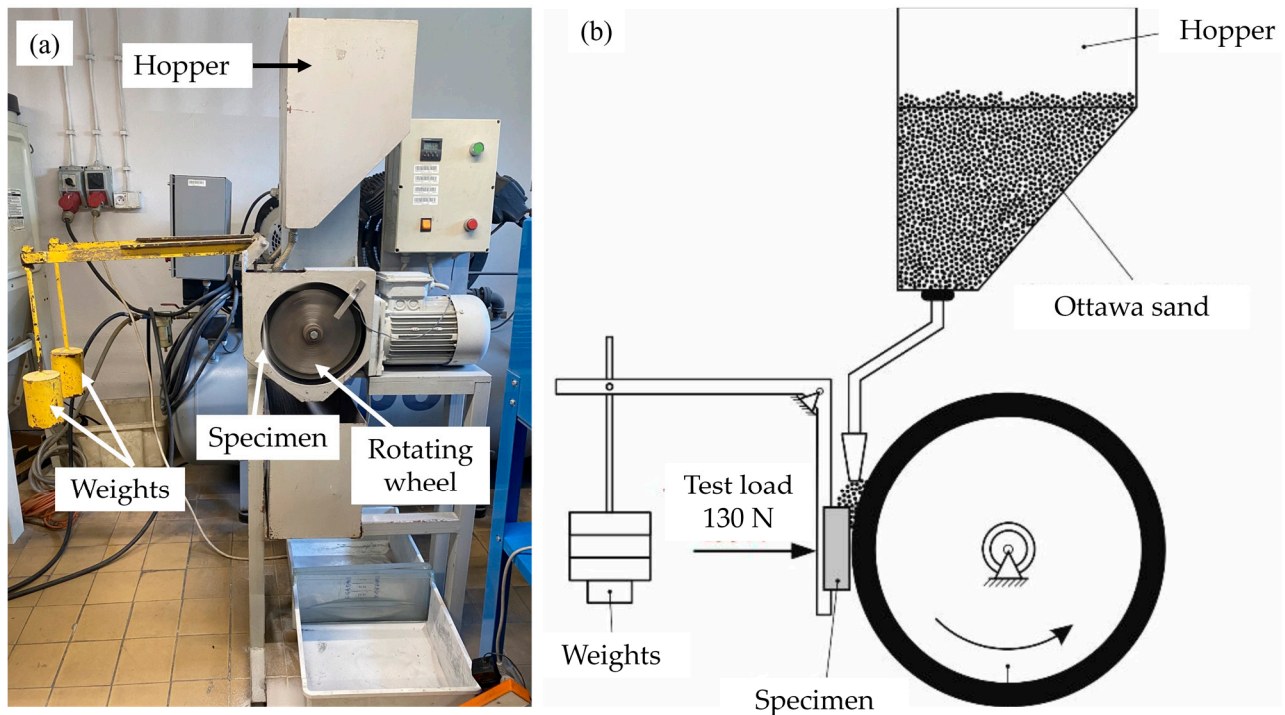 (a)
Hopper
Specimen
Rotating
wheel
Weights
(b)
Hopper
Ottawa sand
Test load
130 N
Weights
Specimen